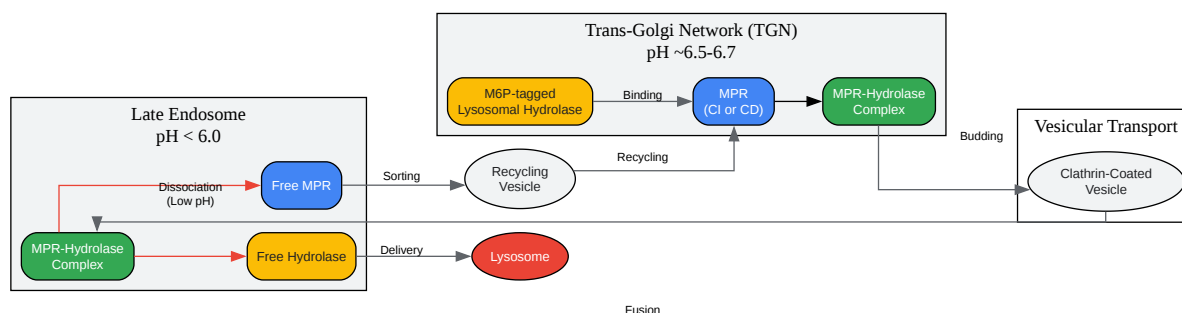 Trans-Golgi Network (TGN)
pH ~6.5-6.7
M6P-tagged
Lysosomal Hydrolase
Binding
MPR
(CI or CD)
MPR-Hydrolase
Complex
Late Endosome
pH < 6.0
Dissociation
(Low pH)
Free MPR
Sorting
Recycling
Vesicle
Recycling
Budding
Vesicular Transport
Clathrin-Coated
Vesicle
MPR-Hydrolase
Complex
Free Hydrolase
Delivery
Lysosome
Fusion